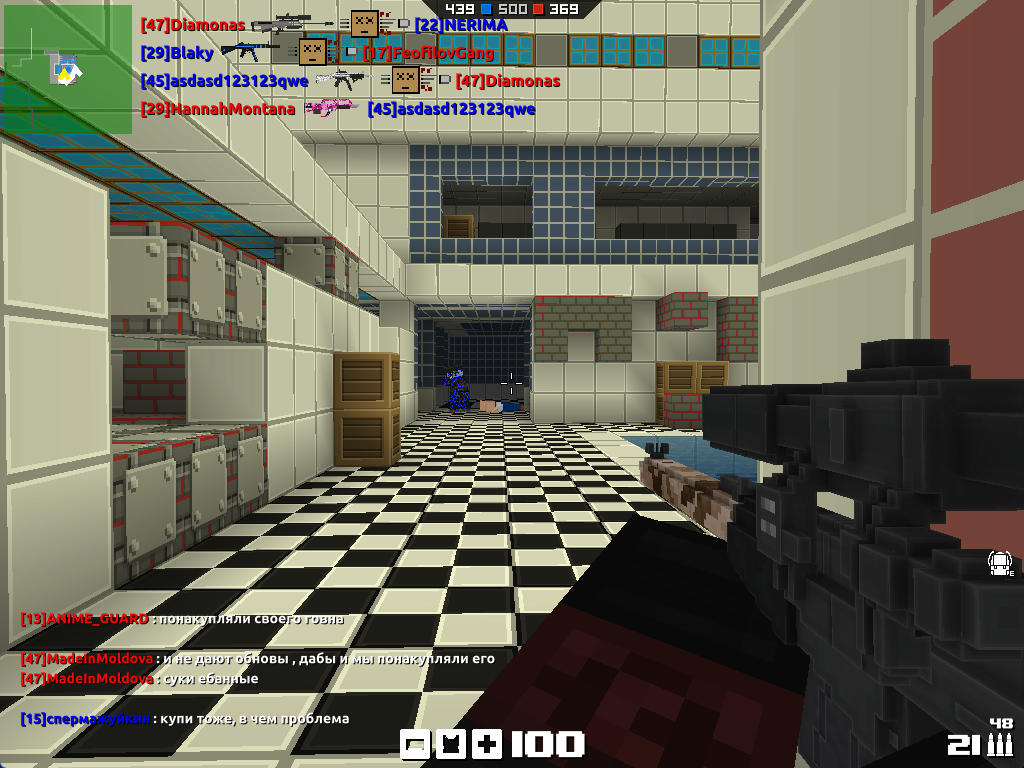 439 500 369
[47]Diamonas [22]NERIMA
[29]Blaky [17]FeofilovGang
[45]asdasd123123qwe [47]Diamonas
[29]HannahMontana [45]asdasd123123qwe
E
[13]ANIME_GUARD : понакупляли своего говна
[47]MadeinMoldova : и не дают обновы , дабы и мы понакупляли его
[47]MadeinMoldova : суки ебанные
[15]спермажуйкин : купи тоже, в чем проблема
100
48
21